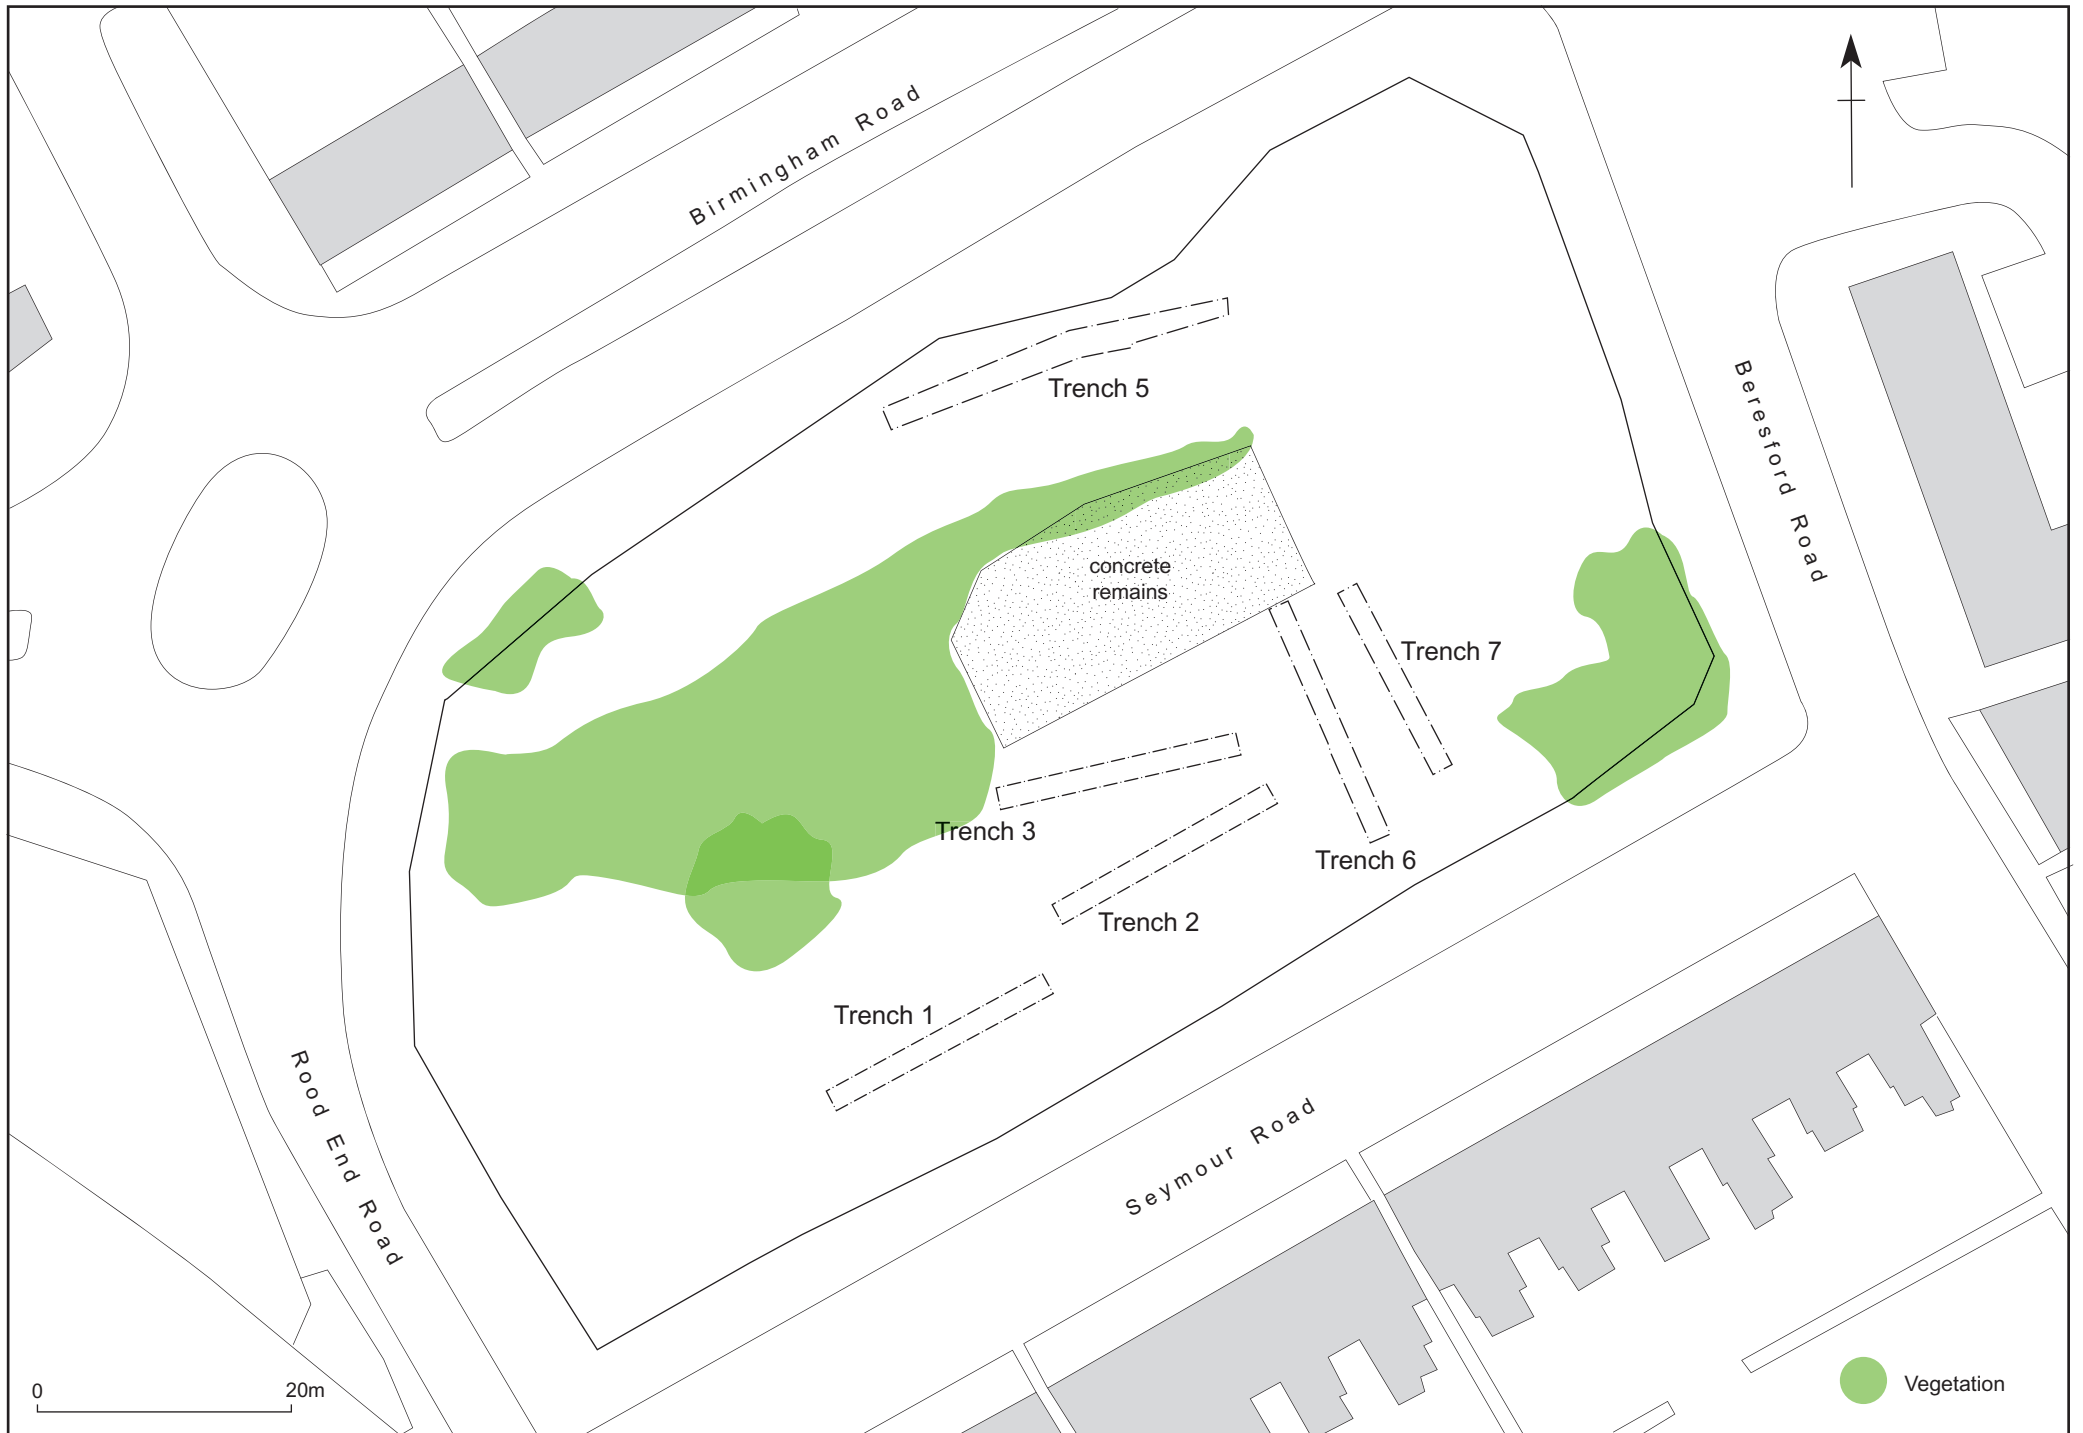 Birmingham Road
Beresford Road
Trench 5
concrete
remains
Trench 7
Trench 3
Trench 6
Trench 2
Trench 1
Rood End Road
Seymour Road
0
20m
Vegetation